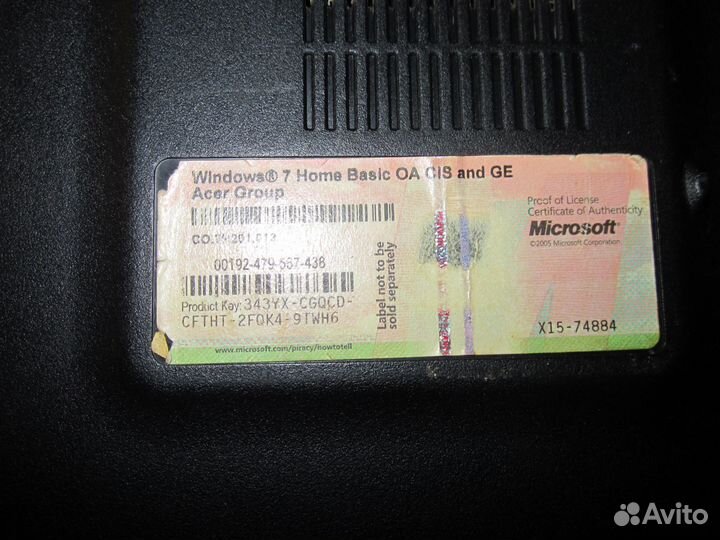 Windows® 7 Home Basic OA CIS and GE
Acer Group
00192-479-567-436
Product Key: 343YX-CGQCD-
CFTHT-2FQK4-9TWH6
www.microsoft.com/piracy/howtotell
Label not to be
sold separately
Proof of License
Certificate of Authenticity
Microsoft®
©2005 Microsoft Corporation
X15-74884
Avito